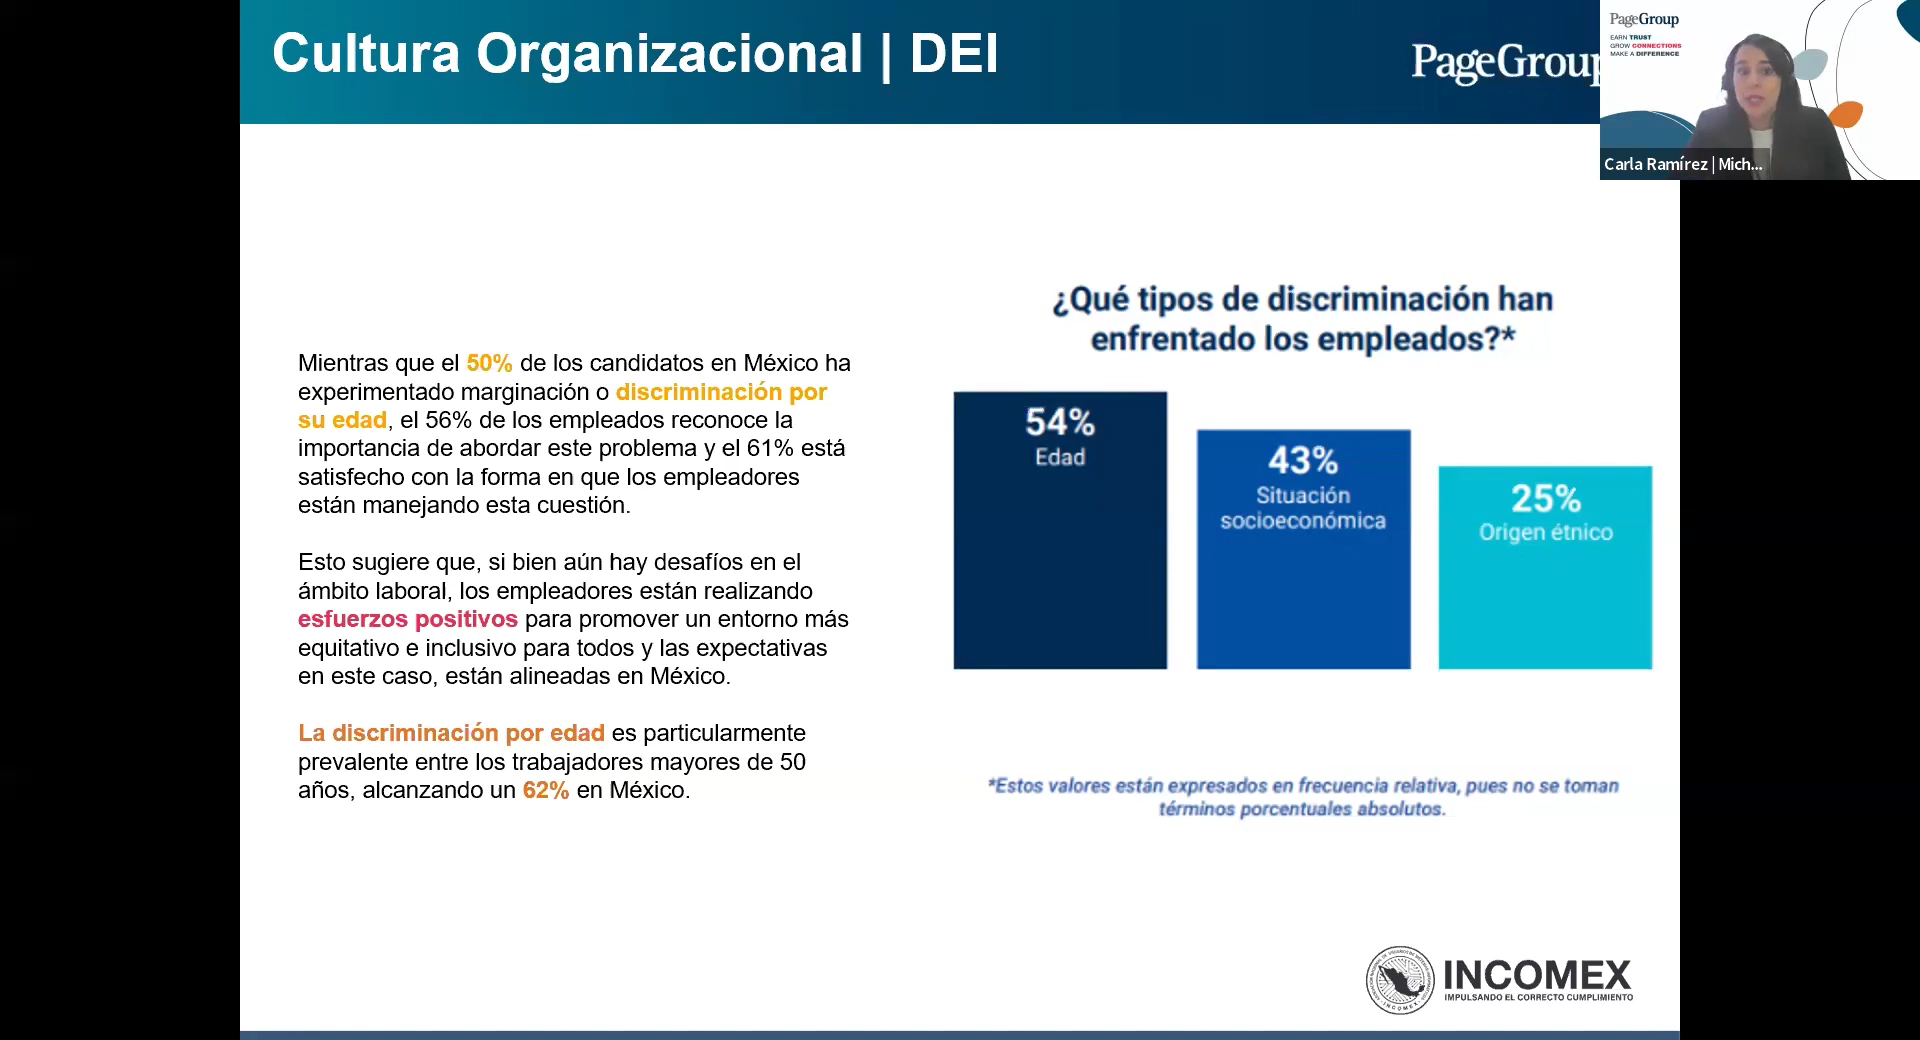 Cultura Organizacional | DEI
PageGroup
PageGroup
EARN TRUST
GROW CONNECTIONS
MAKE A DIFFERENCE
Carla Ramírez | Mich...
Mientras que el 50% de los candidatos en México ha
experimentado marginación o discriminación por
su edad, el 56% de los empleados reconoce la
importancia de abordar este problema y el 61% está
satisfecho con la forma en que los empleadores
están manejando esta cuestión.
Esto sugiere que, si bien aún hay desafíos en el
ámbito laboral, los empleadores están realizando
esfuerzos positivos para promover un entorno más
equitativo e inclusivo para todos y las expectativas
en este caso, están alineadas en México.
La discriminación por edad es particularmente
prevalente entre los trabajadores mayores de 50
años, alcanzando un 62% en México.
¿Qué tipos de discriminación han
enfrentado los empleados?*
54%
Edad
43%
Situación
socioeconómica
25%
Origen étnico
*Estos valores están expresados en frecuencia relativa, pues no se toman
términos porcentuales absolutos.
INCOMEX
IMPULSANDO EL CORRECTO CUMPLIMIENTO